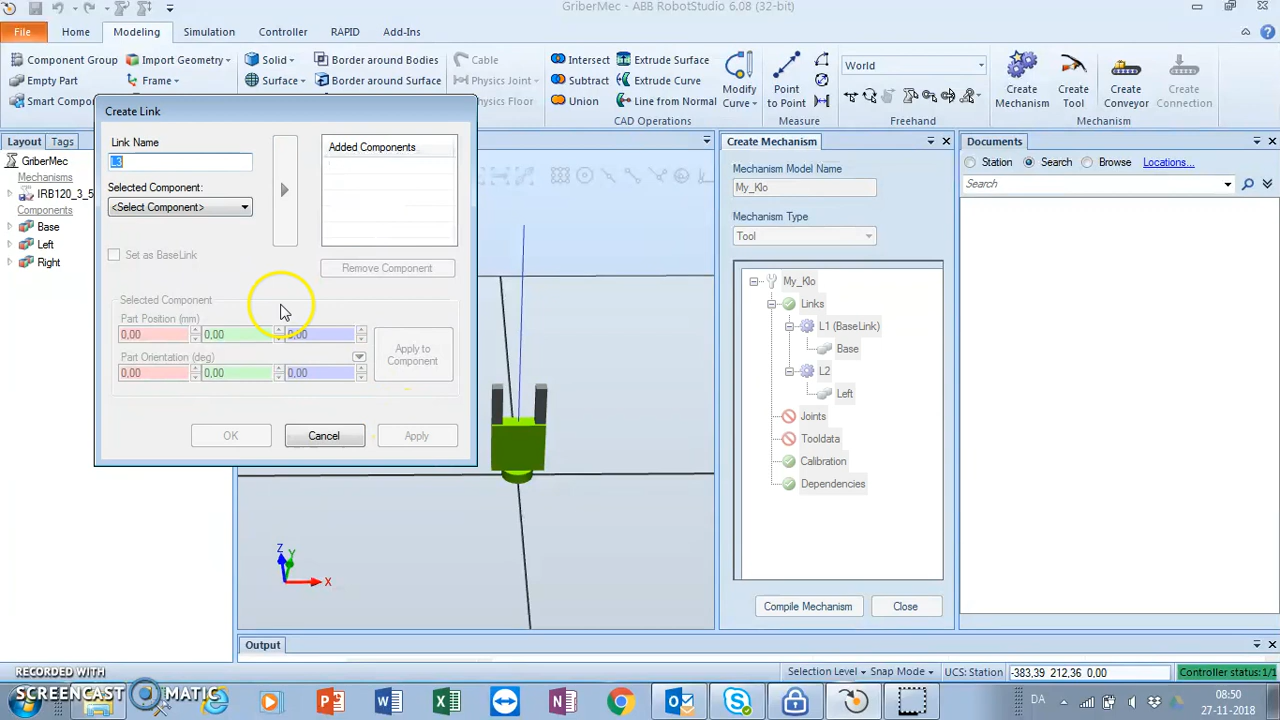 GriberMec - ABB RobotStudio 6.08 (32-bit)
File
Home
Modeling
Simulation
Controller
RAPID
Add-Ins
Component Group
Import Geometry
Solid
Border around Bodies
Cable
Intersect
Extrude Surface
World
Empty Part
Frame
Surface
Border around Surface
Physics Joint
Subtract
Extrude Curve
Modify Curve
Point to Point
Create Mechanism
Create Tool
Create Conveyor
Create Connection
Smart Compo
Physics Floor
Union
Line from Normal
CAD Operations
Measure
Freehand
Mechanism
Layout
Tags
GriberMec
Mechanisms
IRB120_3_5
Components
Base
Left
Right
Create Link
Link Name
L3
Selected Component:
<Select Component>
Set as BaseLink
Added Components
Remove Component
Selected Component
Part Position (mm)
0,00
0,00
0,00
Part Orientation (deg)
0,00
0,00
0,00
Apply to Component
OK
Cancel
Apply
Z
Y
X
Create Mechanism
Mechanism Model Name
My_Klo
Mechanism Type
Tool
My_Klo
Links
L1 (BaseLink)
Base
L2
Left
Joints
Tooldata
Calibration
Dependencies
Compile Mechanism
Close
Documents
Station
Search
Browse
Locations...
Search
Output
Selection Level
Snap Mode
UCS: Station
-383,39 212,36 0,00
Controller status: 1/1
RECORDED WITH
SCREENCAST MATIC
DA
08:50
27-11-2018